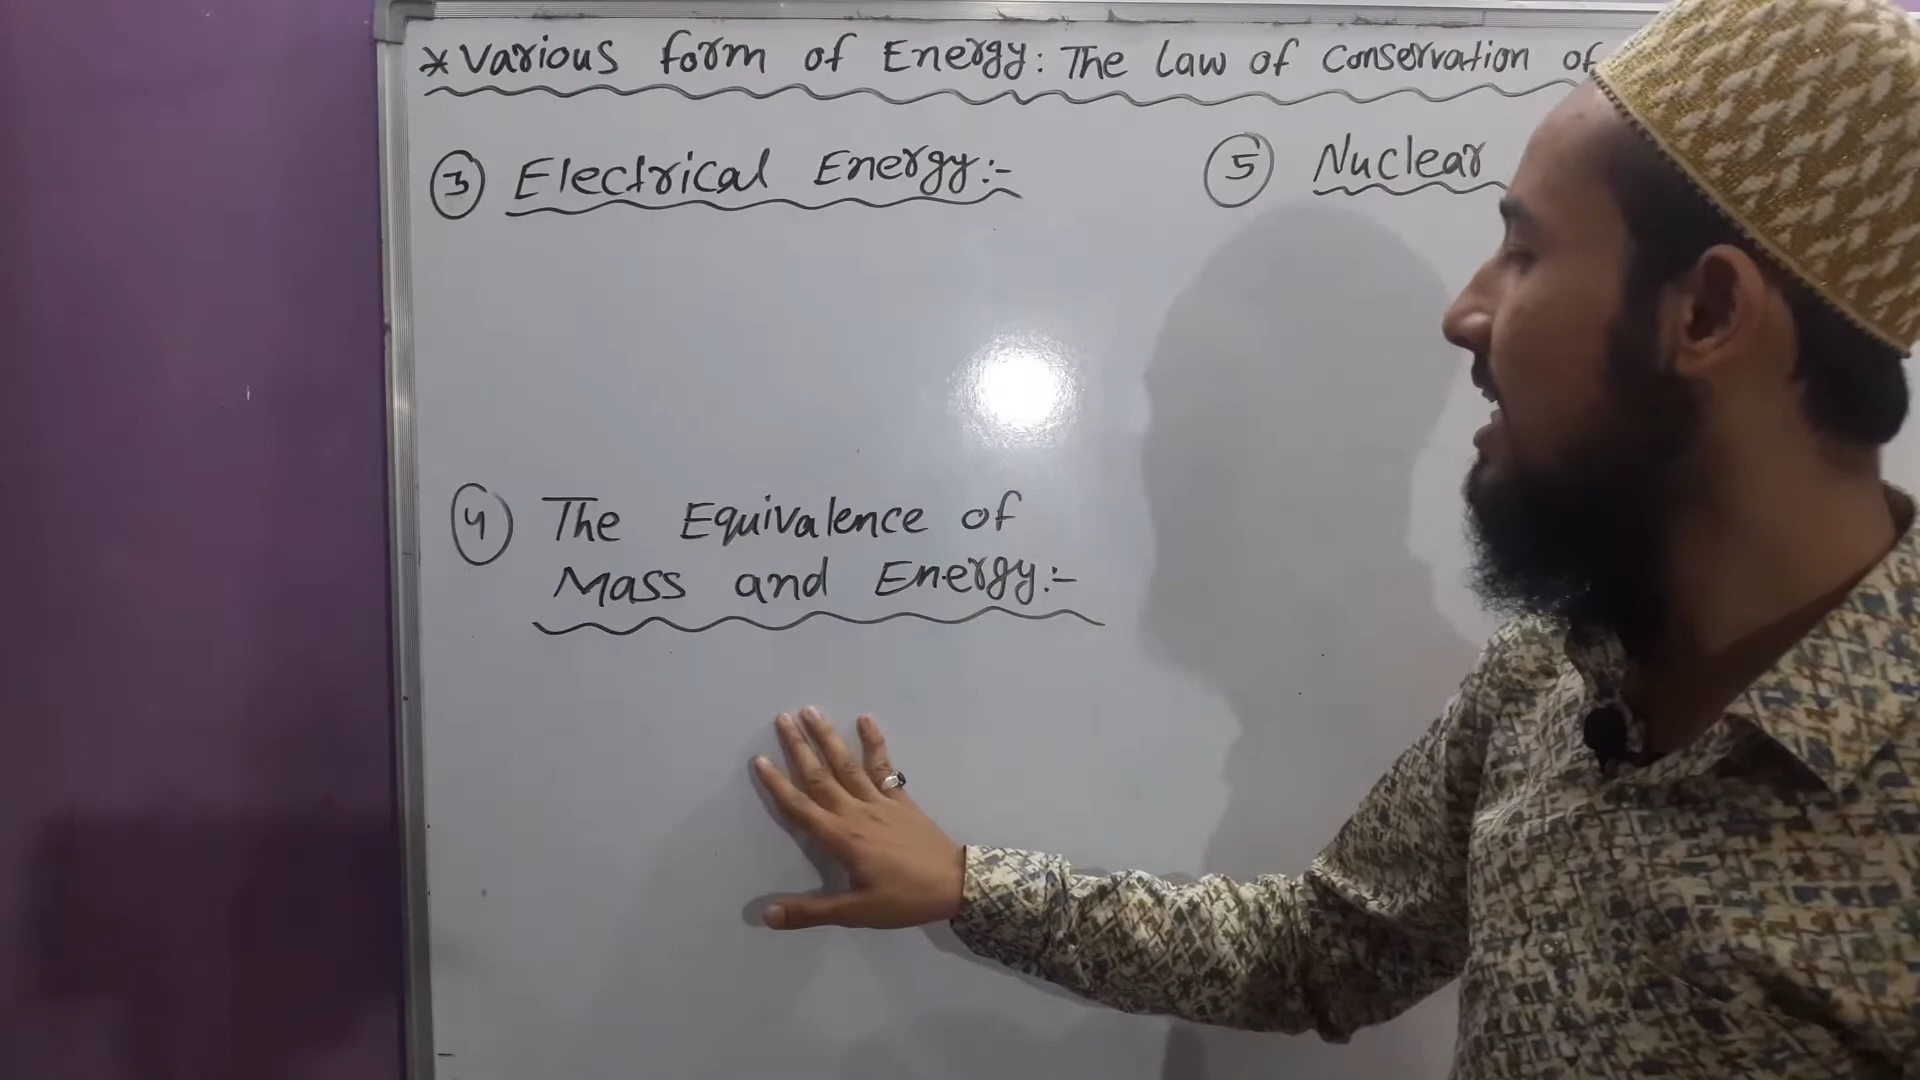 * Various form of Energy: The Law of Conservation of
③ Electrical Energy:-
④ The Equivalence of
Mass and Energy:-
⑤ Nuclear